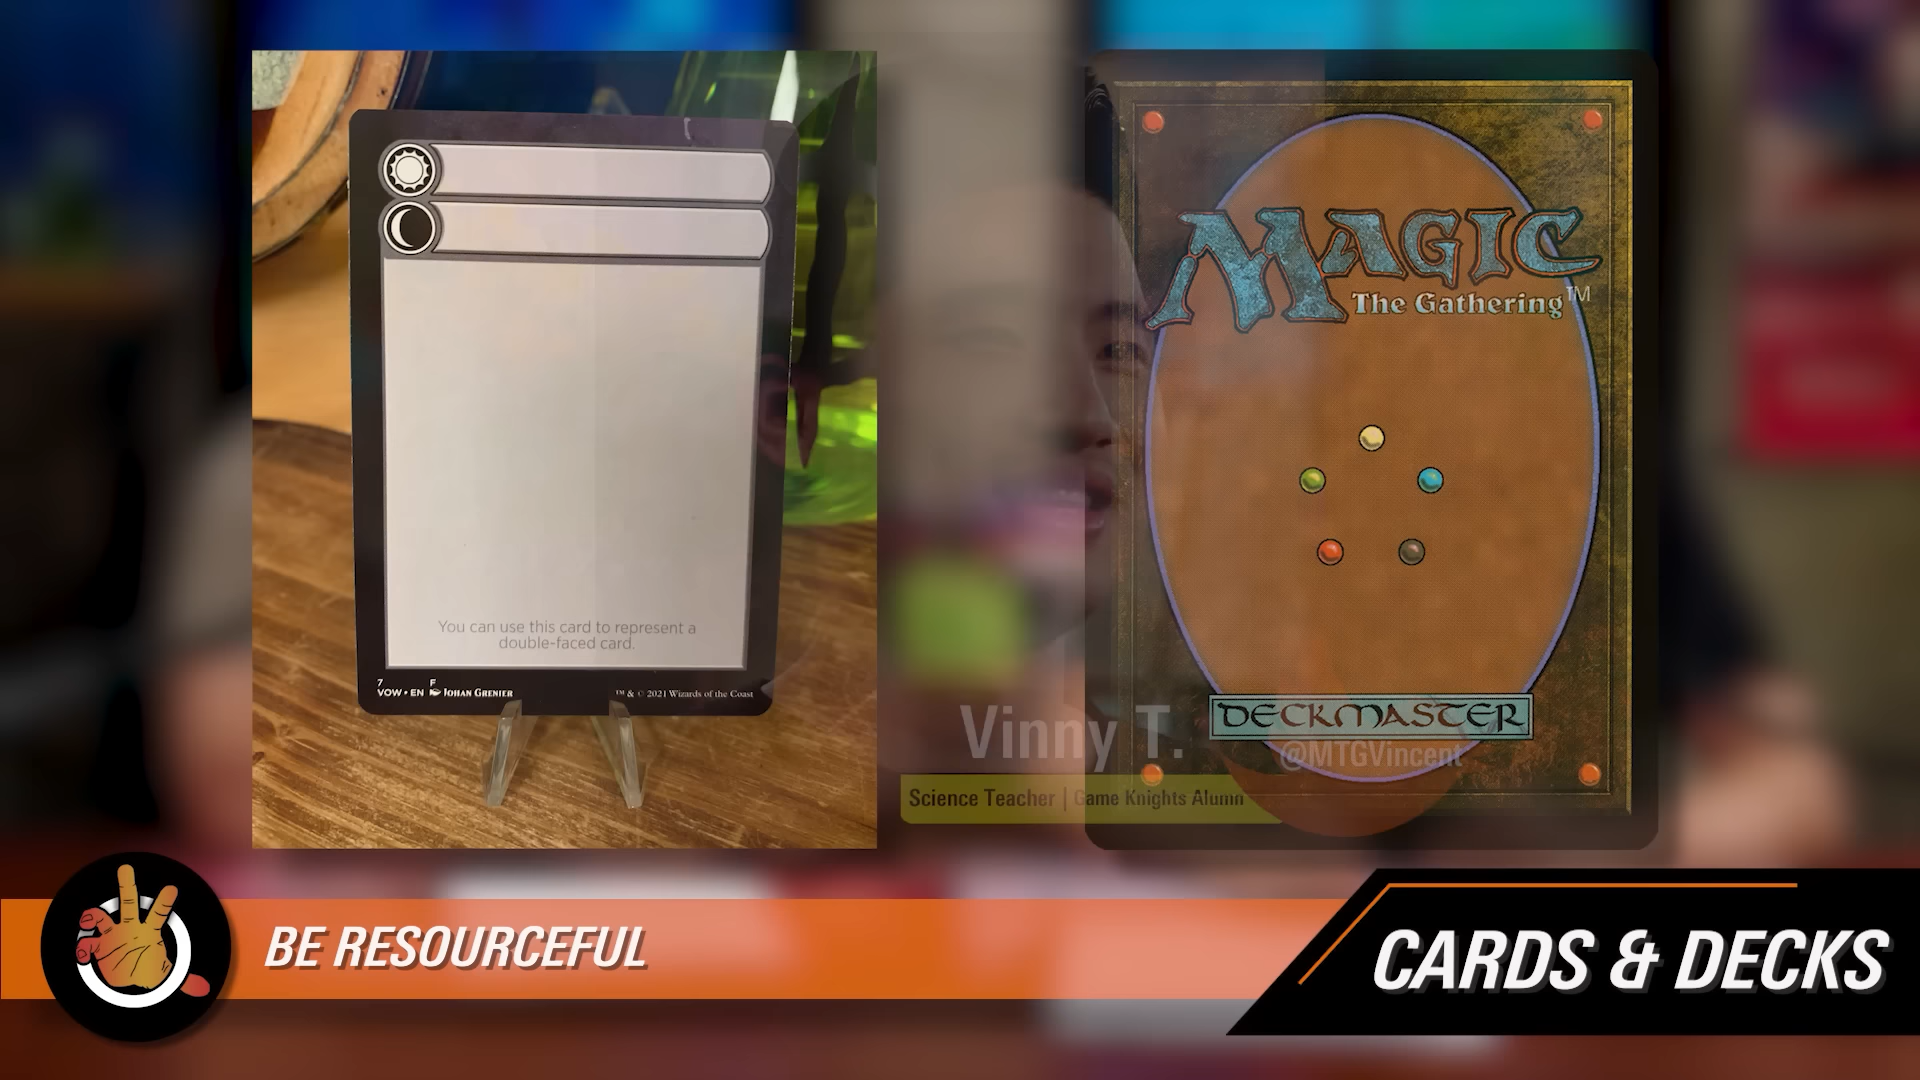 You can use this card to represent a
double-faced card.
7
F
VOW • EN JOHAN GRENIER
™ & © 2021 Wizards of the Coast
MAGIC
The Gathering™
DECKMASTER
Vinny T.
@MTGVincent
Science Teacher | Game Knights Alumn
BE RESOURCEFUL
CARDS & DECKS